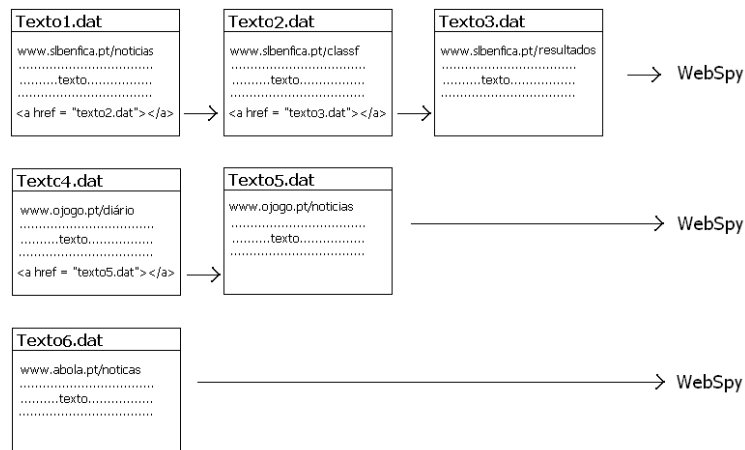 Texto1.dat
www.slbenfica.pt/noticias
..................................
..........texto.................
..................................
<a href = "texto2.dat"></a>
Texto2.dat
www.slbenfica.pt/classf
..................................
..........texto.................
..................................
<a href = "texto3.dat"></a>
Texto3.dat
www.slbenfica.pt/resultados
..................................
..........texto.................
..................................
WebSpy
Textc4.dat
www.ojogo.pt/diário
..................................
..........texto.................
..................................
<a href = "texto5.dat"></a>
Texto5.dat
www.ojogo.pt/noticias
..................................
..........texto.................
..................................
WebSpy
Texto6.dat
www.abola.pt/noticas
..................................
..........texto.................
..................................
WebSpy